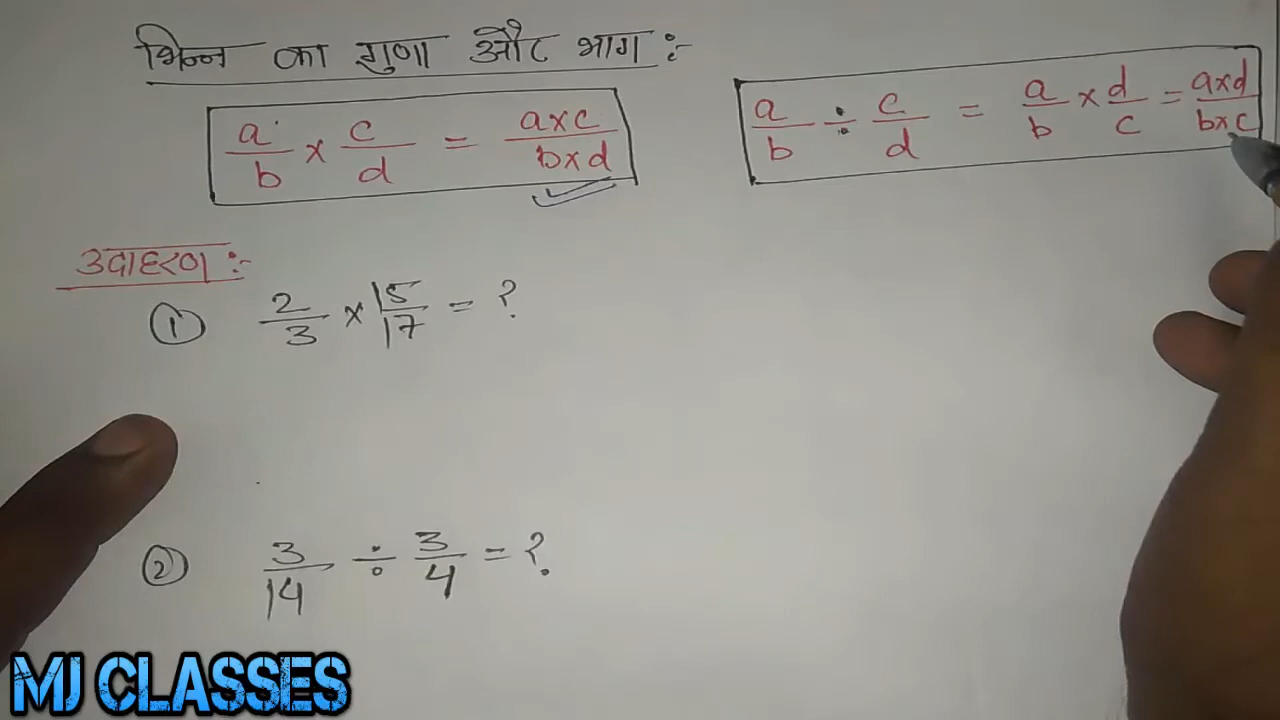 भिन्न का गुणा और भाग :-
a/b × c/d = a×c/b×d
a/b ÷ c/d = a/b × d/c = a×d/b×c
उदाहरण :-
① 2/3 × 15/17 = ?
② 3/14 ÷ 3/4 = ?
MJ CLASSES